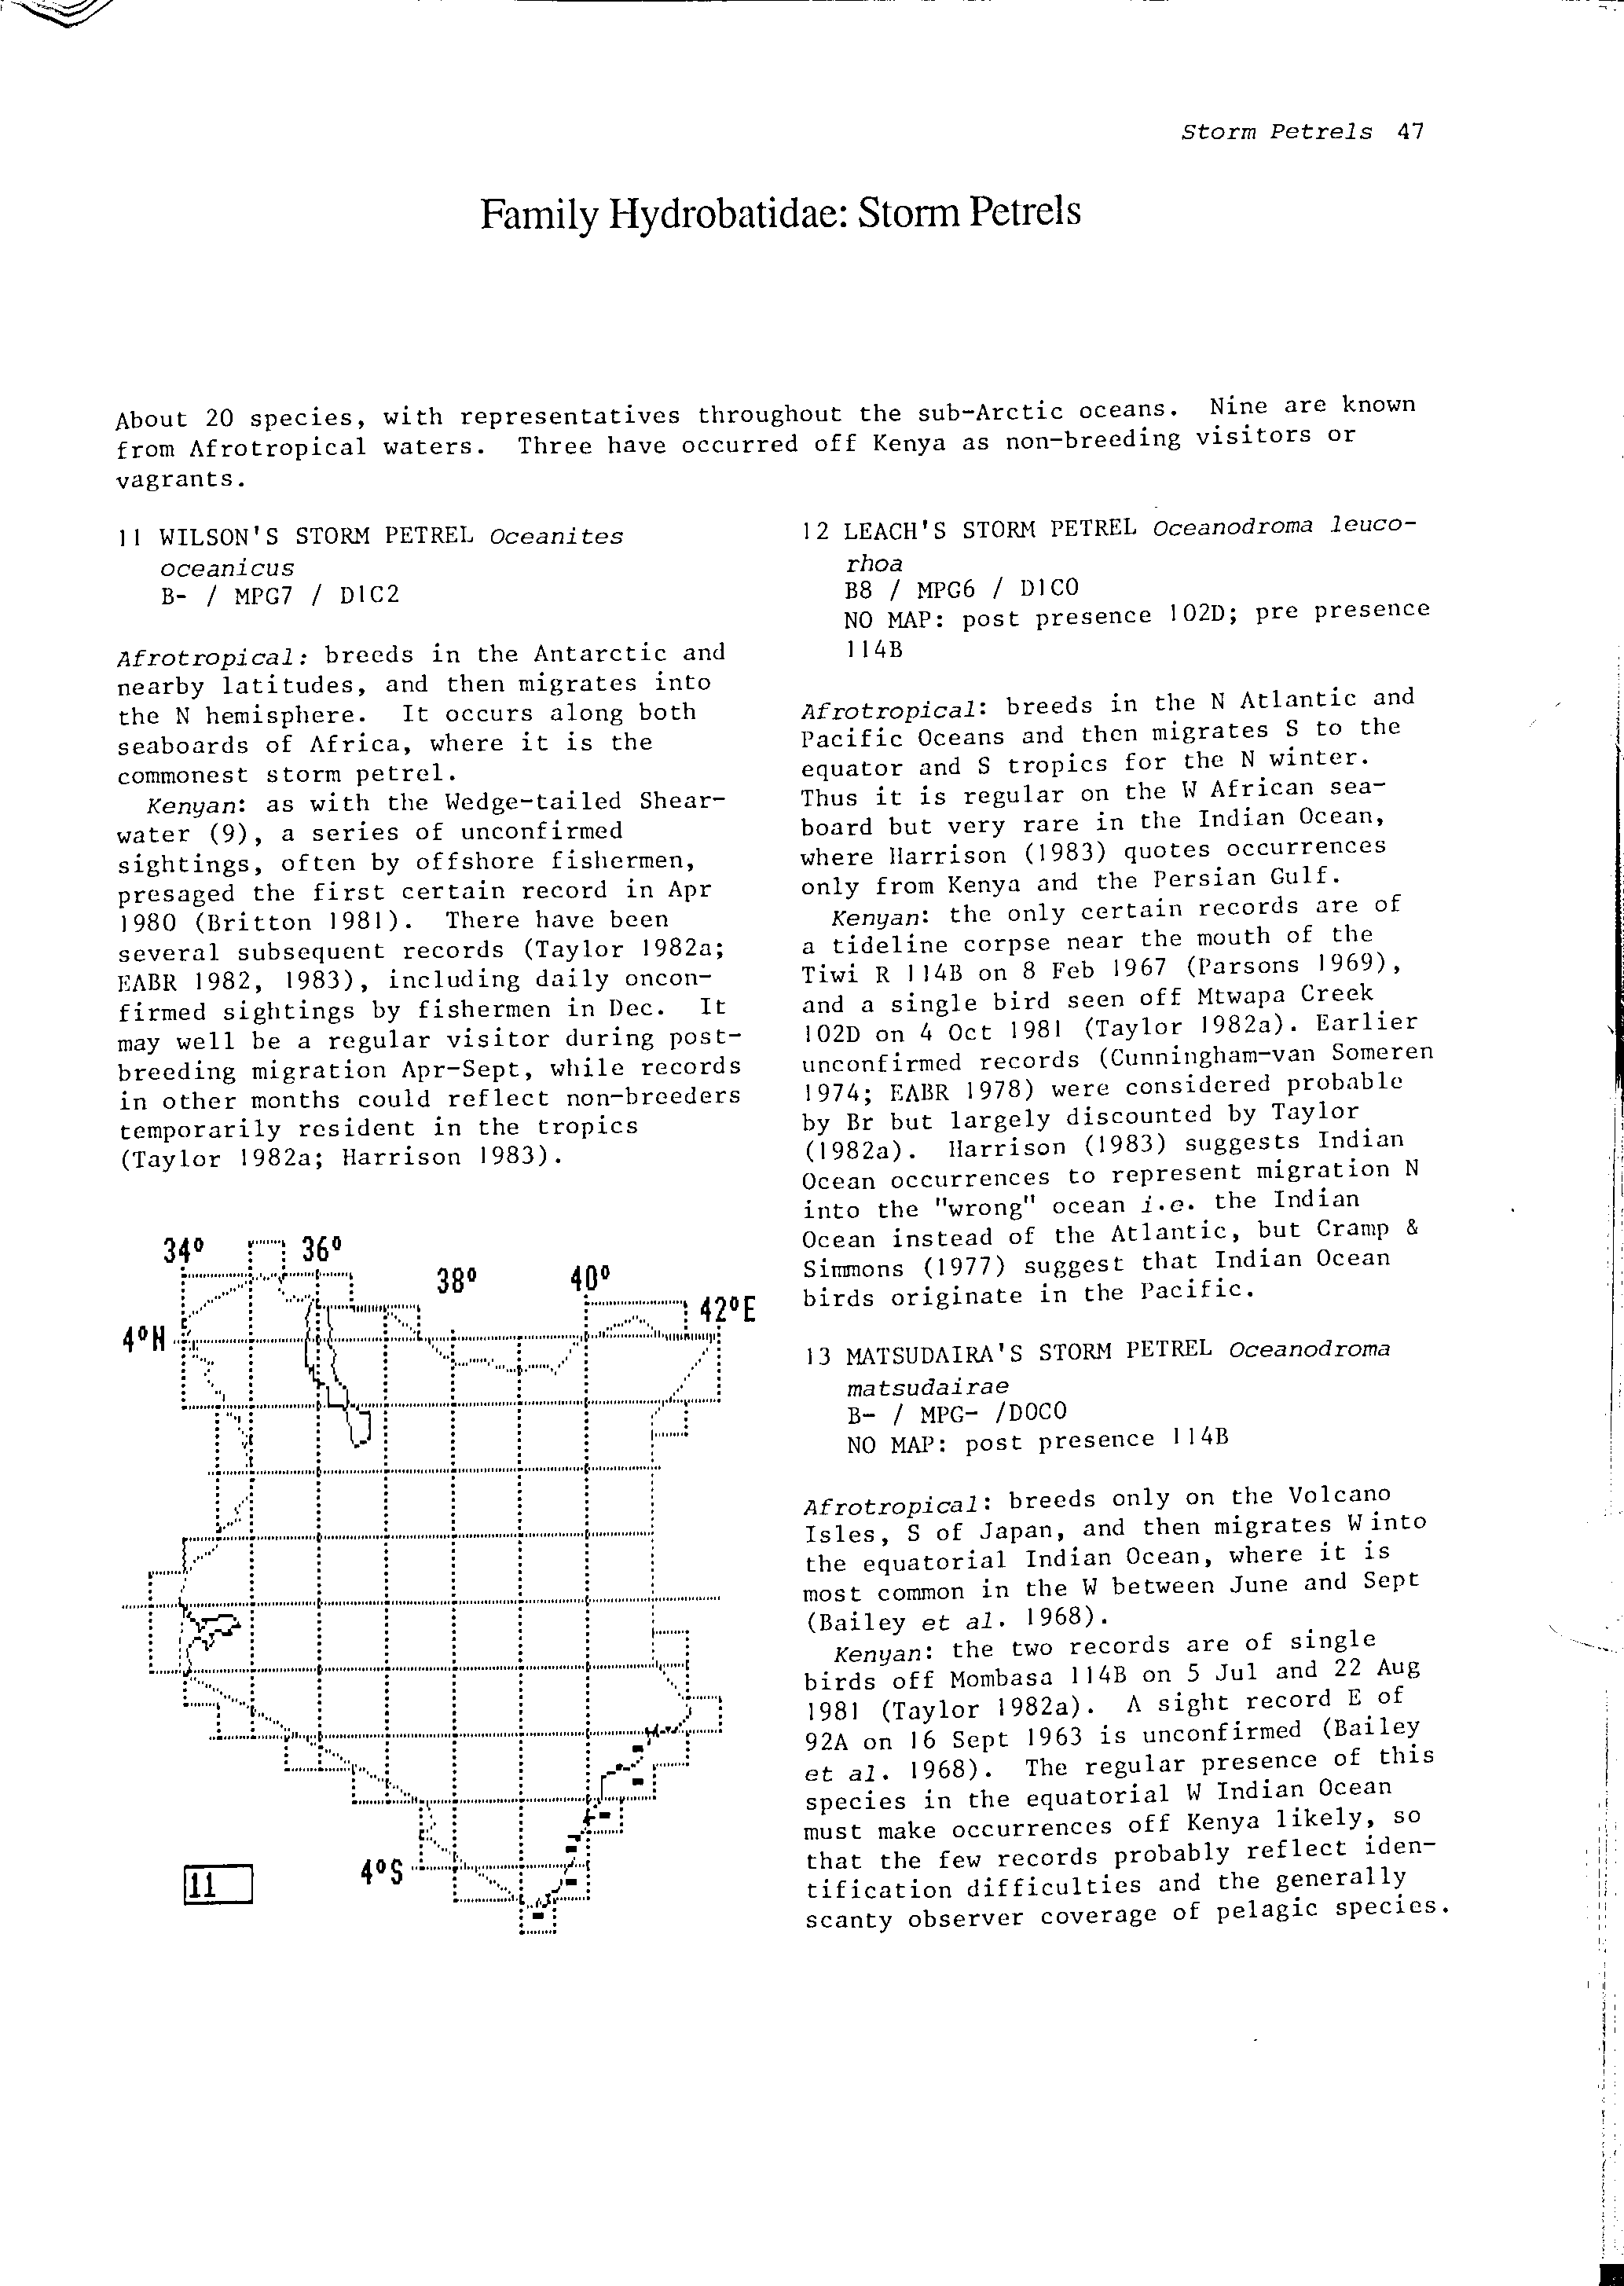 Storm Petrels 47
Family Hydrobatidae: Storm Petrels
About 20 species, with representatives throughout the sub-Arctic oceans. Nine are known
from Afrotropical waters. Three have occurred off Kenya as non-breeding visitors or
vagrants.
11 WILSON'S STORM PETREL Oceanites
oceanicus
B- / MPG7 / D1C2
Afrotropical: breeds in the Antarctic and
nearby latitudes, and then migrates into
the N hemisphere. It occurs along both
seaboards of Africa, where it is the
commonest storm petrel.
Kenyan: as with the Wedge-tailed Shear-
water (9), a series of unconfirmed
sightings, often by offshore fishermen,
presaged the first certain record in Apr
1980 (Britton 1981). There have been
several subsequent records (Taylor 1982a;
EABR 1982, 1983), including daily oncon-
firmed sightings by fishermen in Dec. It
may well be a regular visitor during post-
breeding migration Apr-Sept, while records
in other months could reflect non-breeders
temporarily resident in the tropics
(Taylor 1982a; Harrison 1983).
34º 36º
38º 40º
42ºE
4ºN
4ºS
11
12 LEACH'S STORM PETREL Oceanodroma leuco-
rhoa
B8 / MPG6 / D1C0
NO MAP: post presence 102D; pre presence
114B
Afrotropical: breeds in the N Atlantic and
Pacific Oceans and then migrates S to the
equator and S tropics for the N winter.
Thus it is regular on the W African sea-
board but very rare in the Indian Ocean,
where Harrison (1983) quotes occurrences
only from Kenya and the Persian Gulf.
Kenyan: the only certain records are of
a tideline corpse near the mouth of the
Tiwi R 114B on 8 Feb 1967 (Parsons 1969),
and a single bird seen off Mtwapa Creek
102D on 4 Oct 1981 (Taylor 1982a). Earlier
unconfirmed records (Cunningham-van Someren
1974; EABR 1978) were considered probable
by Br but largely discounted by Taylor
(1982a). Harrison (1983) suggests Indian
Ocean occurrences to represent migration N
into the "wrong" ocean i.e. the Indian
Ocean instead of the Atlantic, but Cramp &
Simmons (1977) suggest that Indian Ocean
birds originate in the Pacific.
13 MATSUDAIRA'S STORM PETREL Oceanodroma
matsudairae
B- / MPG- /D0C0
NO MAP: post presence 114B
Afrotropical: breeds only on the Volcano
Isles, S of Japan, and then migrates W into
the equatorial Indian Ocean, where it is
most common in the W between June and Sept
(Bailey et al. 1968).
Kenyan: the two records are of single
birds off Mombasa 114B on 5 Jul and 22 Aug
1981 (Taylor 1982a). A sight record E of
92A on 16 Sept 1963 is unconfirmed (Bailey
et al. 1968). The regular presence of this
species in the equatorial W Indian Ocean
must make occurrences off Kenya likely, so
that the few records probably reflect iden-
tification difficulties and the generally
scanty observer coverage of pelagic species.